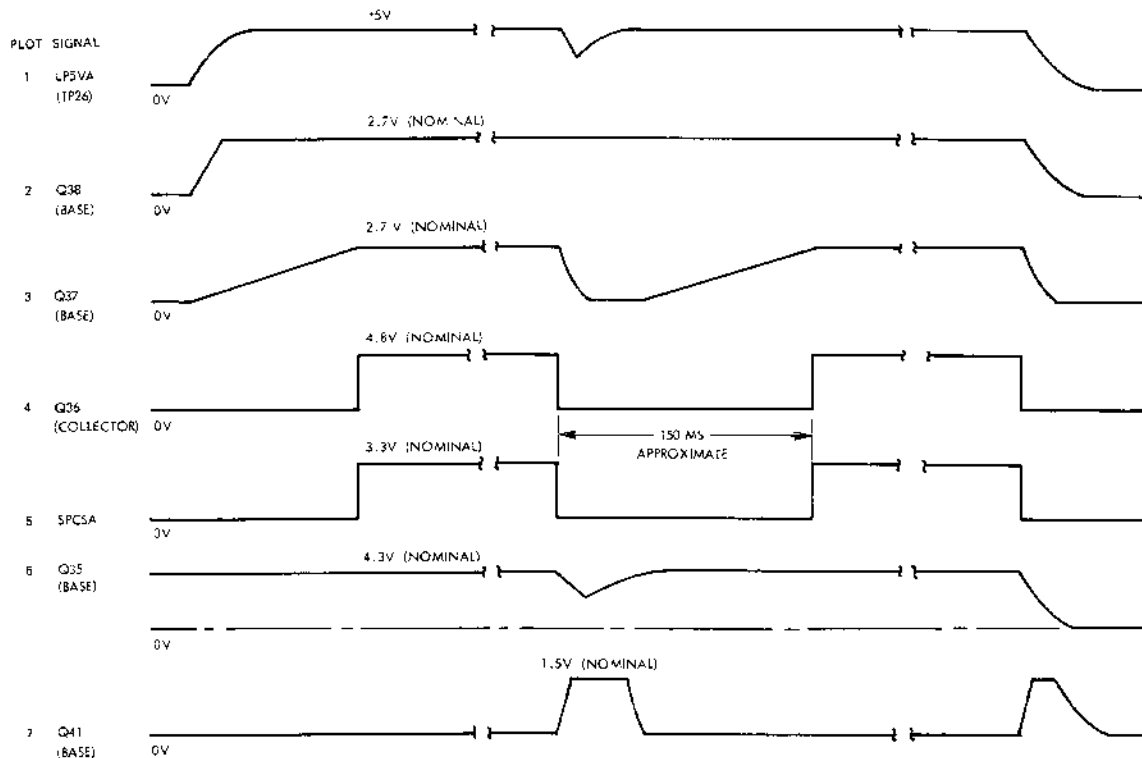 +5V
PLOT SIGNAL
1 LP5VA
(TP26)
0V
2.7V (NOMINAL)
2 Q38
(BASE)
0V
2.7 V (NOMINAL)
3 Q37
(BASE)
0V
4.8V (NOMINAL)
4 Q36
(COLLECTOR)
0V
150 MS
APPROXIMATE
3.3V (NOMINAL)
5 SPCSA
0V
4.3V (NOMINAL)
6 Q35
(BASE)
0V
1.5V (NOMINAL)
7 Q41
(BASE)
0V